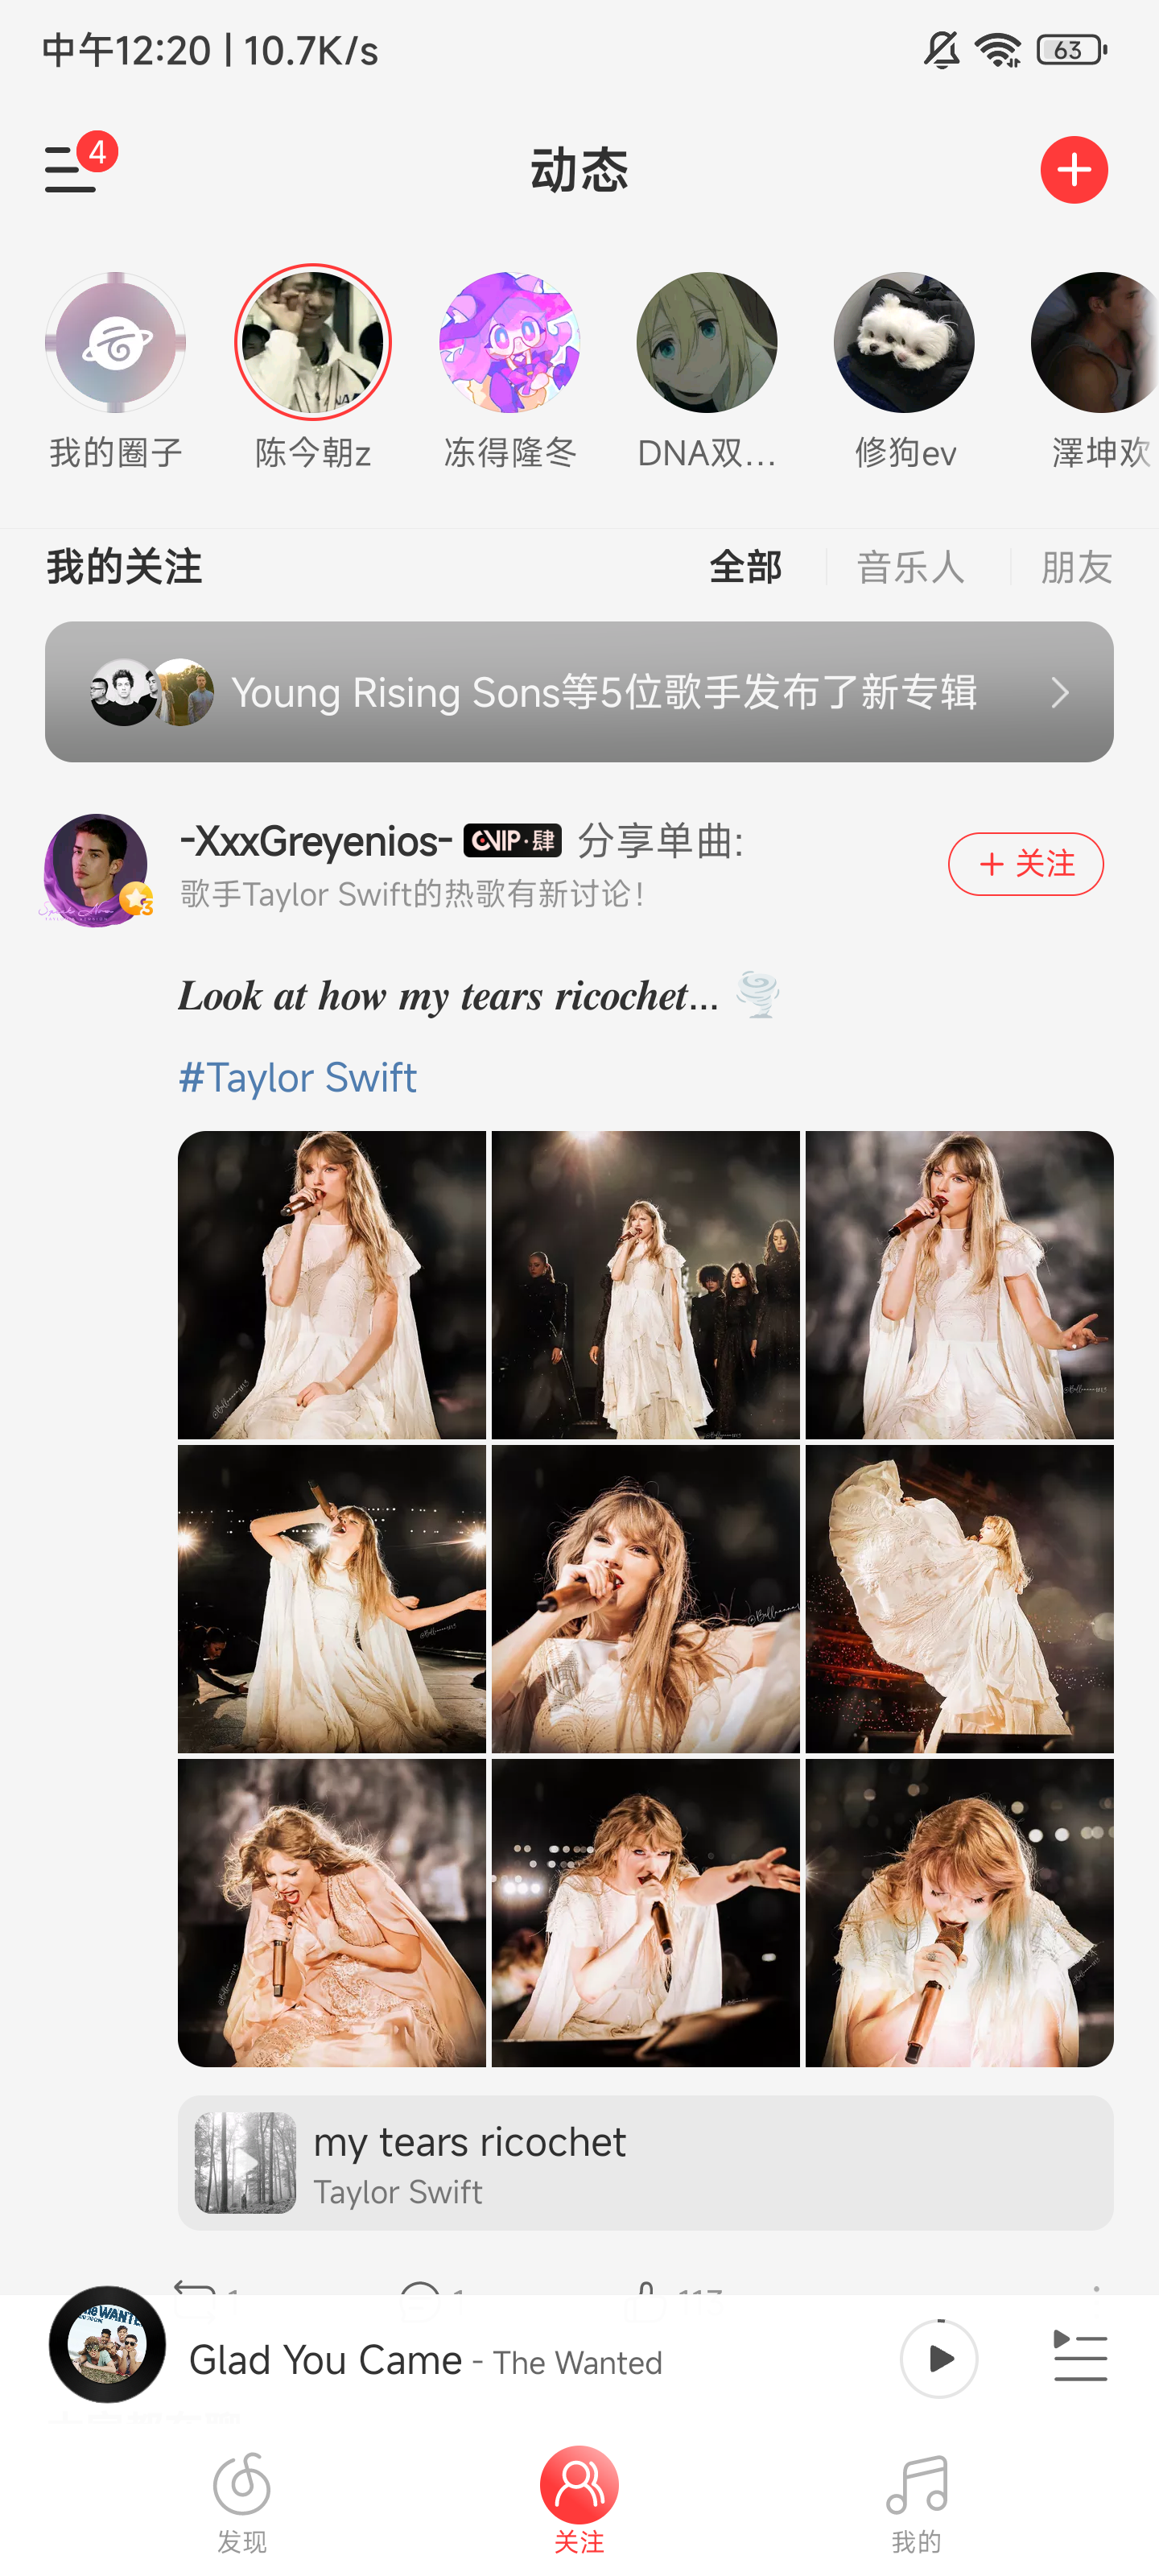 中午12:20 | 10.7K/s
63
4
动态
我的圈子
陈今朝z
冻得隆冬
DNA双...
修狗ev
澤坤欢
我的关注
全部
音乐人
朋友
Young Rising Sons等5位歌手发布了新专辑
-XxxGreyenios- VIP·肆 分享单曲:
歌手Taylor Swift的热歌有新讨论!
+ 关注
Look at how my tears ricochet...
#Taylor Swift
my tears ricochet
Taylor Swift
1
1
113
Glad You Came - The Wanted
发现
关注
我的